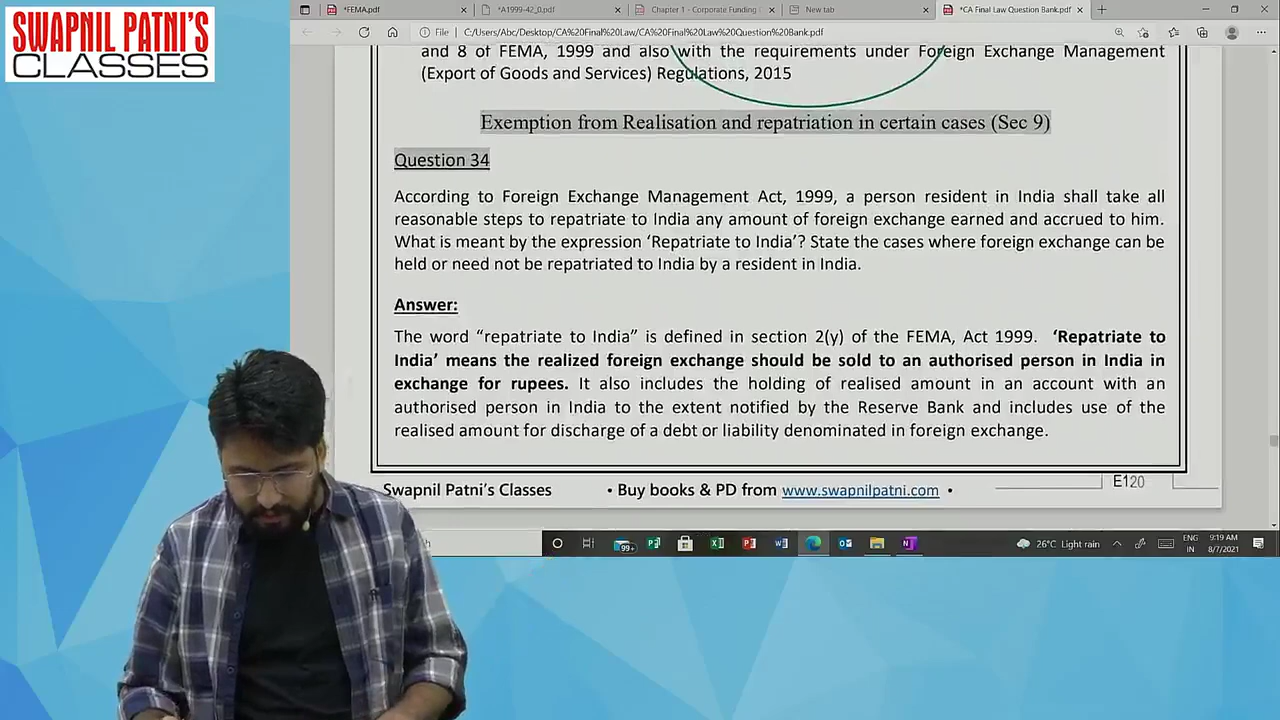 SWAPNIL PATNI'S
CLASSES
*FEMA.pdf
*A1999-42_0.pdf
Chapter 1 - Corporate Funding
New tab
*CA Final Law Question Bank.pdf
File C:/Users/Abc/Desktop/CA%20Final%20Law/CA%20Final%20Law%20Question%20Bank.pdf
and 8 of FEMA, 1999 and also with the requirements under Foreign Exchange Management
(Export of Goods and Services) Regulations, 2015
Exemption from Realisation and repatriation in certain cases (Sec 9)
Question 34
According to Foreign Exchange Management Act, 1999, a person resident in India shall take all
reasonable steps to repatriate to India any amount of foreign exchange earned and accrued to him.
What is meant by the expression ‘Repatriate to India’? State the cases where foreign exchange can be
held or need not be repatriated to India by a resident in India.
Answer:
The word “repatriate to India” is defined in section 2(y) of the FEMA, Act 1999. ‘Repatriate to
India’ means the realized foreign exchange should be sold to an authorised person in India in
exchange for rupees. It also includes the holding of realised amount in an account with an
authorised person in India to the extent notified by the Reserve Bank and includes use of the
realised amount for discharge of a debt or liability denominated in foreign exchange.
Swapnil Patni’s Classes • Buy books & PD from www.swapnilpatni.com •
E120
99+
26°C Light rain
ENG
IN
9:19 AM
8/7/2021